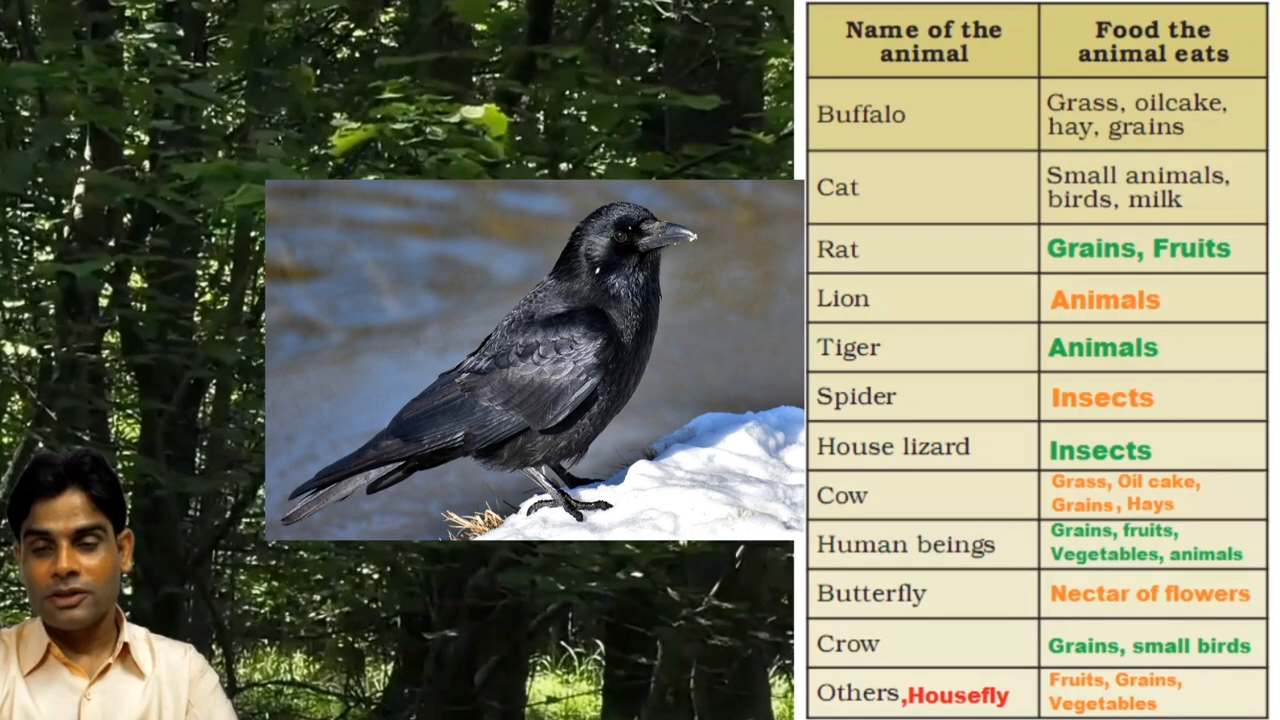 Name of the
animal
Food the
animal eats
Buffalo
Grass, oilcake,
hay, grains
Cat
Small animals,
birds, milk
Rat
Grains, Fruits
Lion
Animals
Tiger
Animals
Spider
Insects
House lizard
Insects
Cow
Grass, Oil cake,
Grains, Hays
Human beings
Grains, fruits,
Vegetables, animals
Butterfly
Nectar of flowers
Crow
Grains, small birds
Others,Housefly
Fruits, Grains,
Vegetables